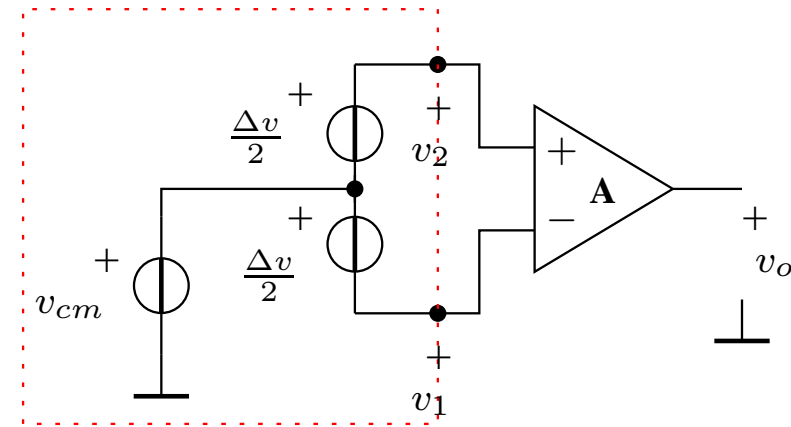 +
Δv/2
+
v₂
+
A
−
+
Δv/2
+
v_cm
+
v_o
+
v₁